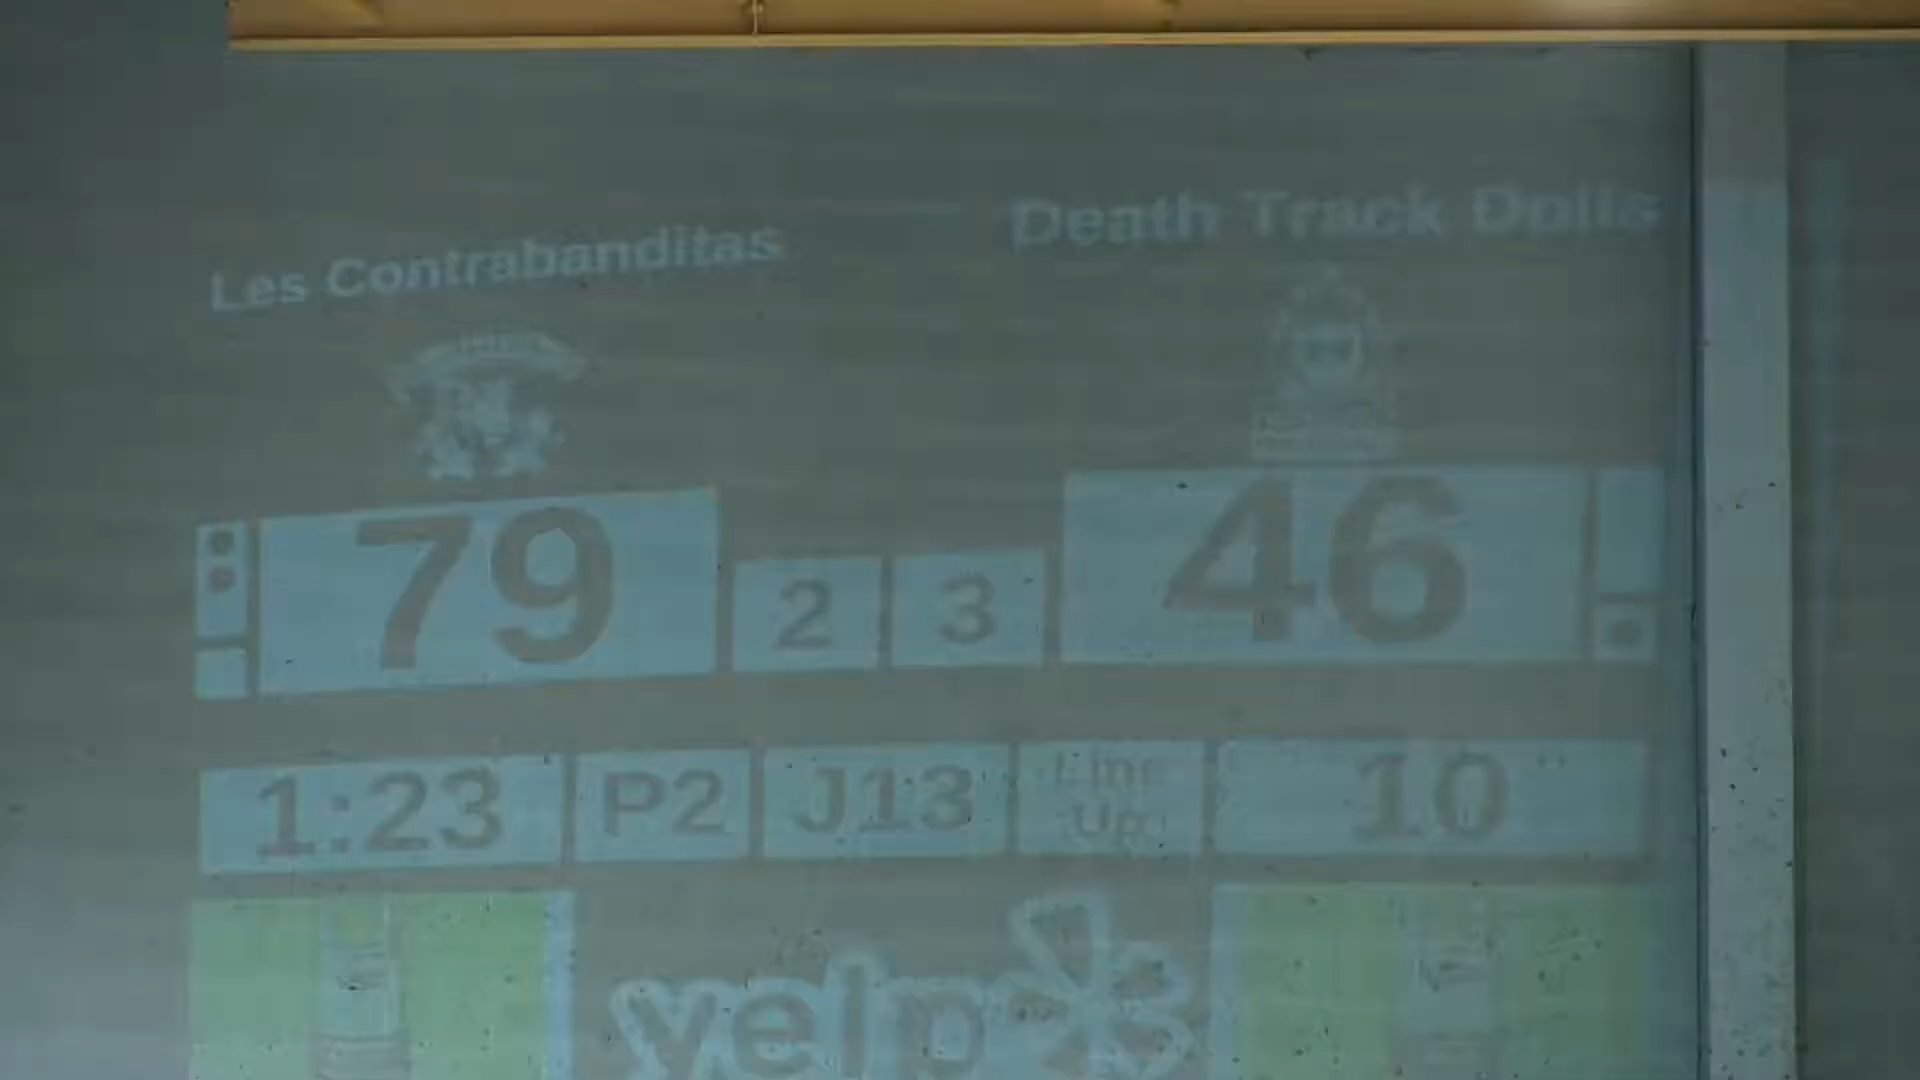 Les Contrabanditas
Death Track Dolls
79 2 3 46
1:23 P2 J13 Line Up 10
yelp